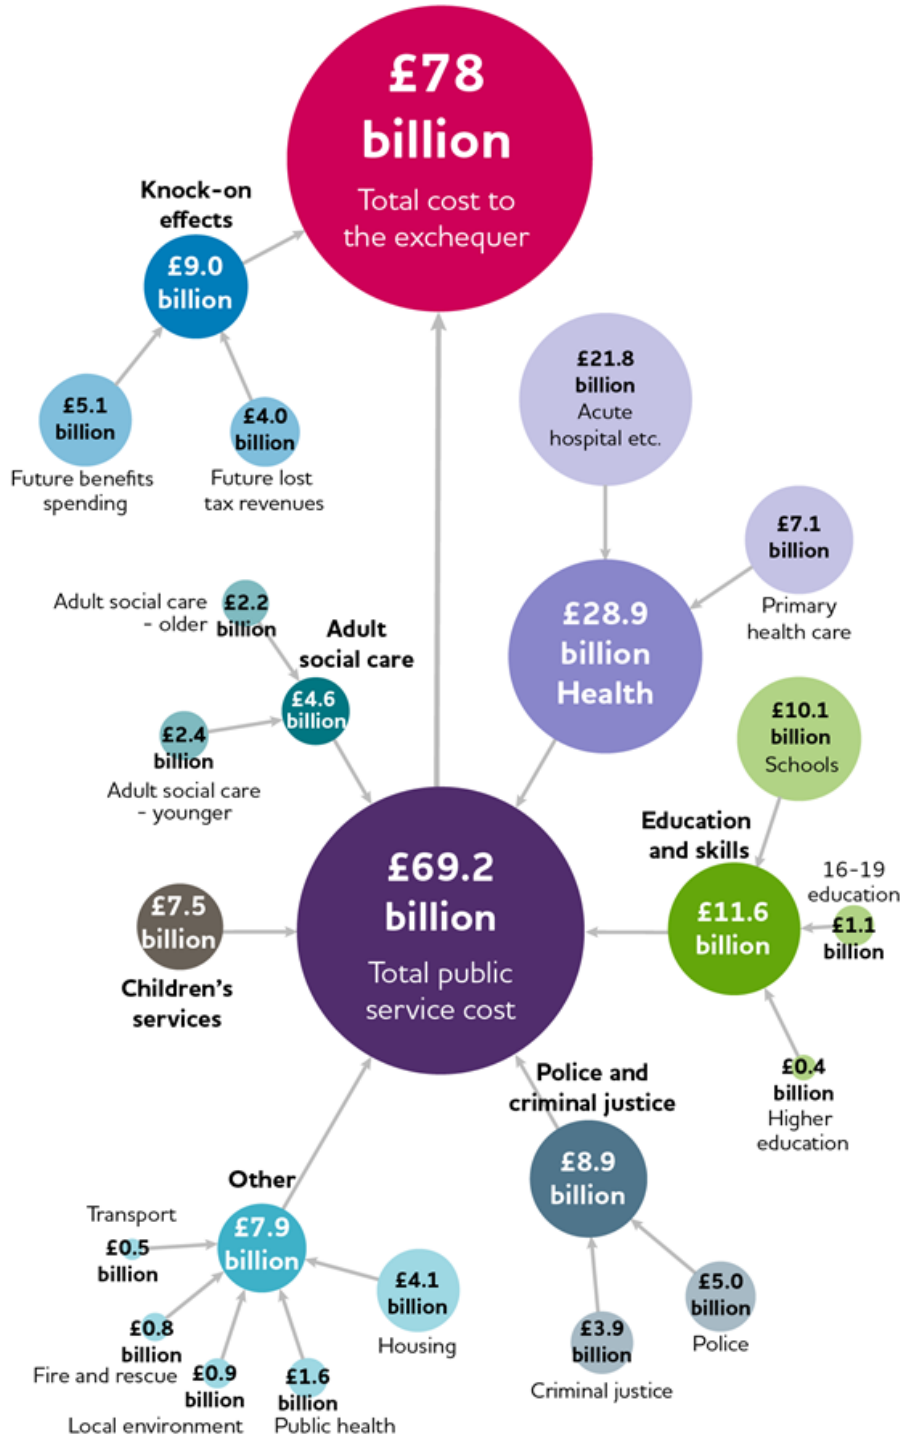 £78
billion
Total cost to
the exchequer
Knock-on
effects
£9.0
billion
£5.1
billion
Future benefits
spending
£4.0
billion
Future lost
tax revenues
£21.8
billion
Acute
hospital etc.
£7.1
billion
Primary
health care
£28.9
billion
Health
Adult social care
- older
£2.2
billion
Adult
social care
£4.6
billion
£2.4
billion
Adult social care
- younger
£10.1
billion
Schools
Education
and skills
£11.6
billion
16-19
education
£1.1
billion
£0.4
billion
Higher
education
£69.2
billion
Total public
service cost
£7.5
billion
Children's
services
Police and
criminal justice
£8.9
billion
£5.0
billion
Police
£3.9
billion
Criminal justice
Other
£7.9
billion
Transport
£0.5
billion
£0.8
billion
Fire and rescue
£0.9
billion
Local environment
£1.6
billion
Public health
£4.1
billion
Housing